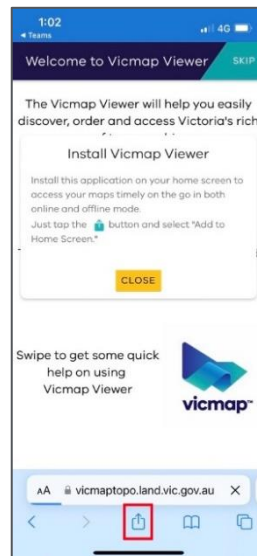 1:02
◀ Teams
4G
Welcome to Vicmap Viewer
SKIP
The Vicmap Viewer will help you easily
discover, order and access Victoria's rich
Install Vicmap Viewer
Install this application on your home screen to
access your maps timely on the go in both
online and offline mode.
Just tap the button and select "Add to
Home Screen."
CLOSE
Swipe to get some quick
help on using
Vicmap Viewer
vicmap™
AA vicmaptopo.land.vic.gov.au X